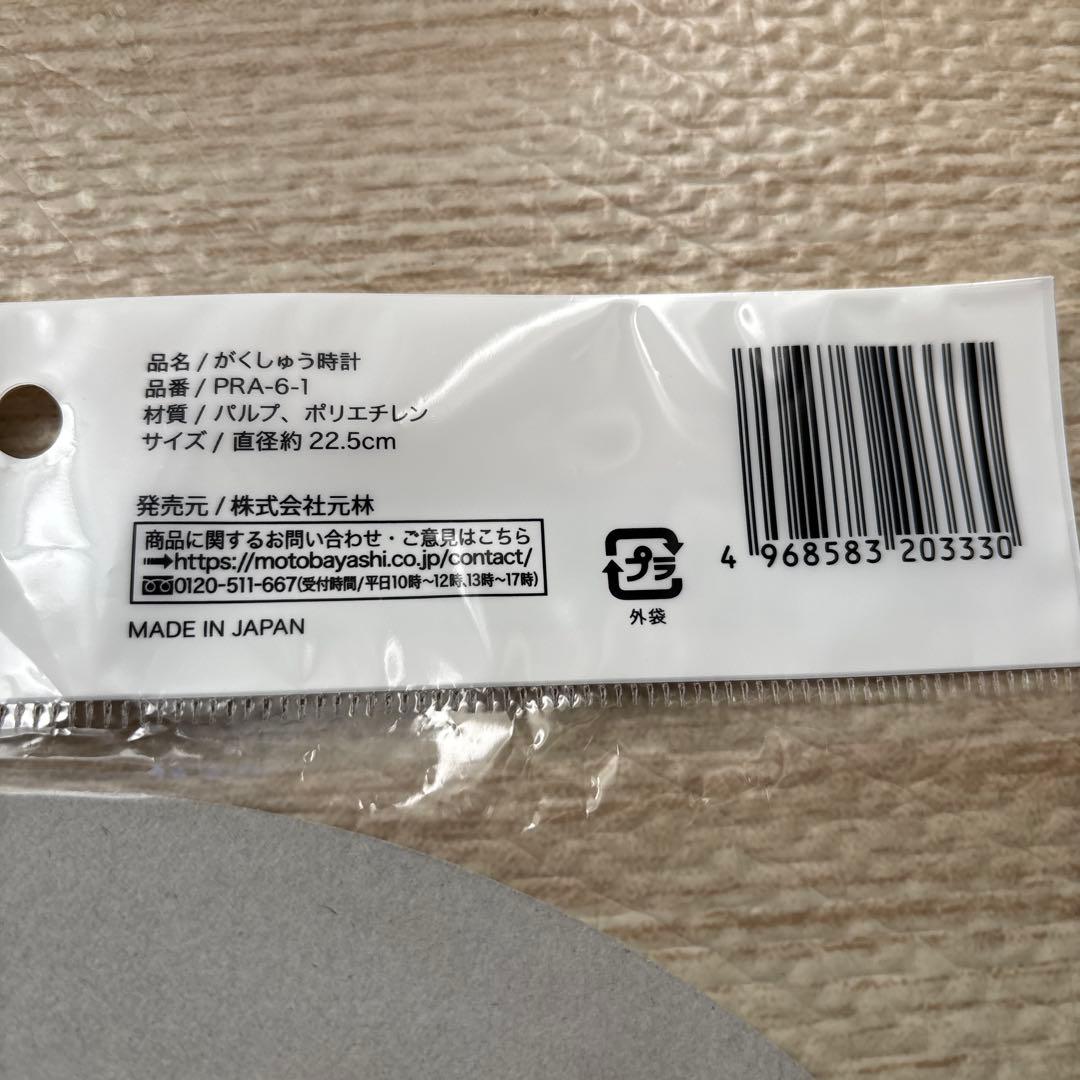 品名 / がくしゅう時計
品番 / PRA-6-1
材質 / パルプ、ポリエチレン
サイズ / 直径約 22.5cm
発売元 / 株式会社元林
商品に関するお問い合わせ・ご意見はこちら
➡https://motobayashi.co.jp/contact/
0120-511-667(受付時間/平日10時～12時、13時～17時)
MADE IN JAPAN
プラ
外袋
4 968583 203330